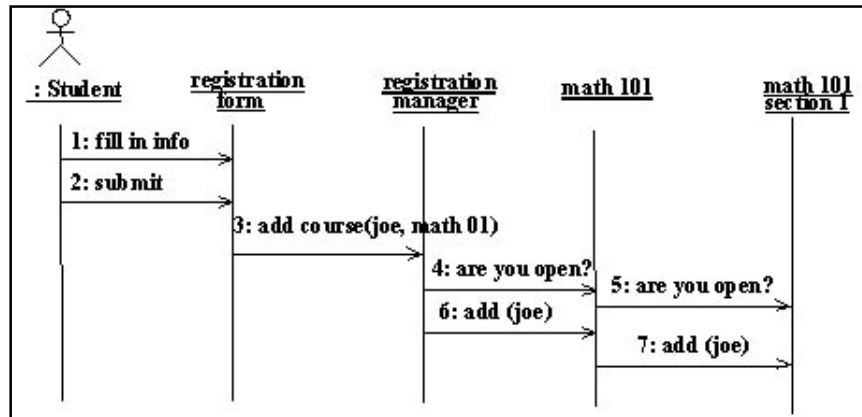 : Student
registration
form
registration
manager
math 101
math 101
section 1
1: fill in info
2: submit
3: add course(joe, math 01)
4: are you open?
5: are you open?
6: add (joe)
7: add (joe)